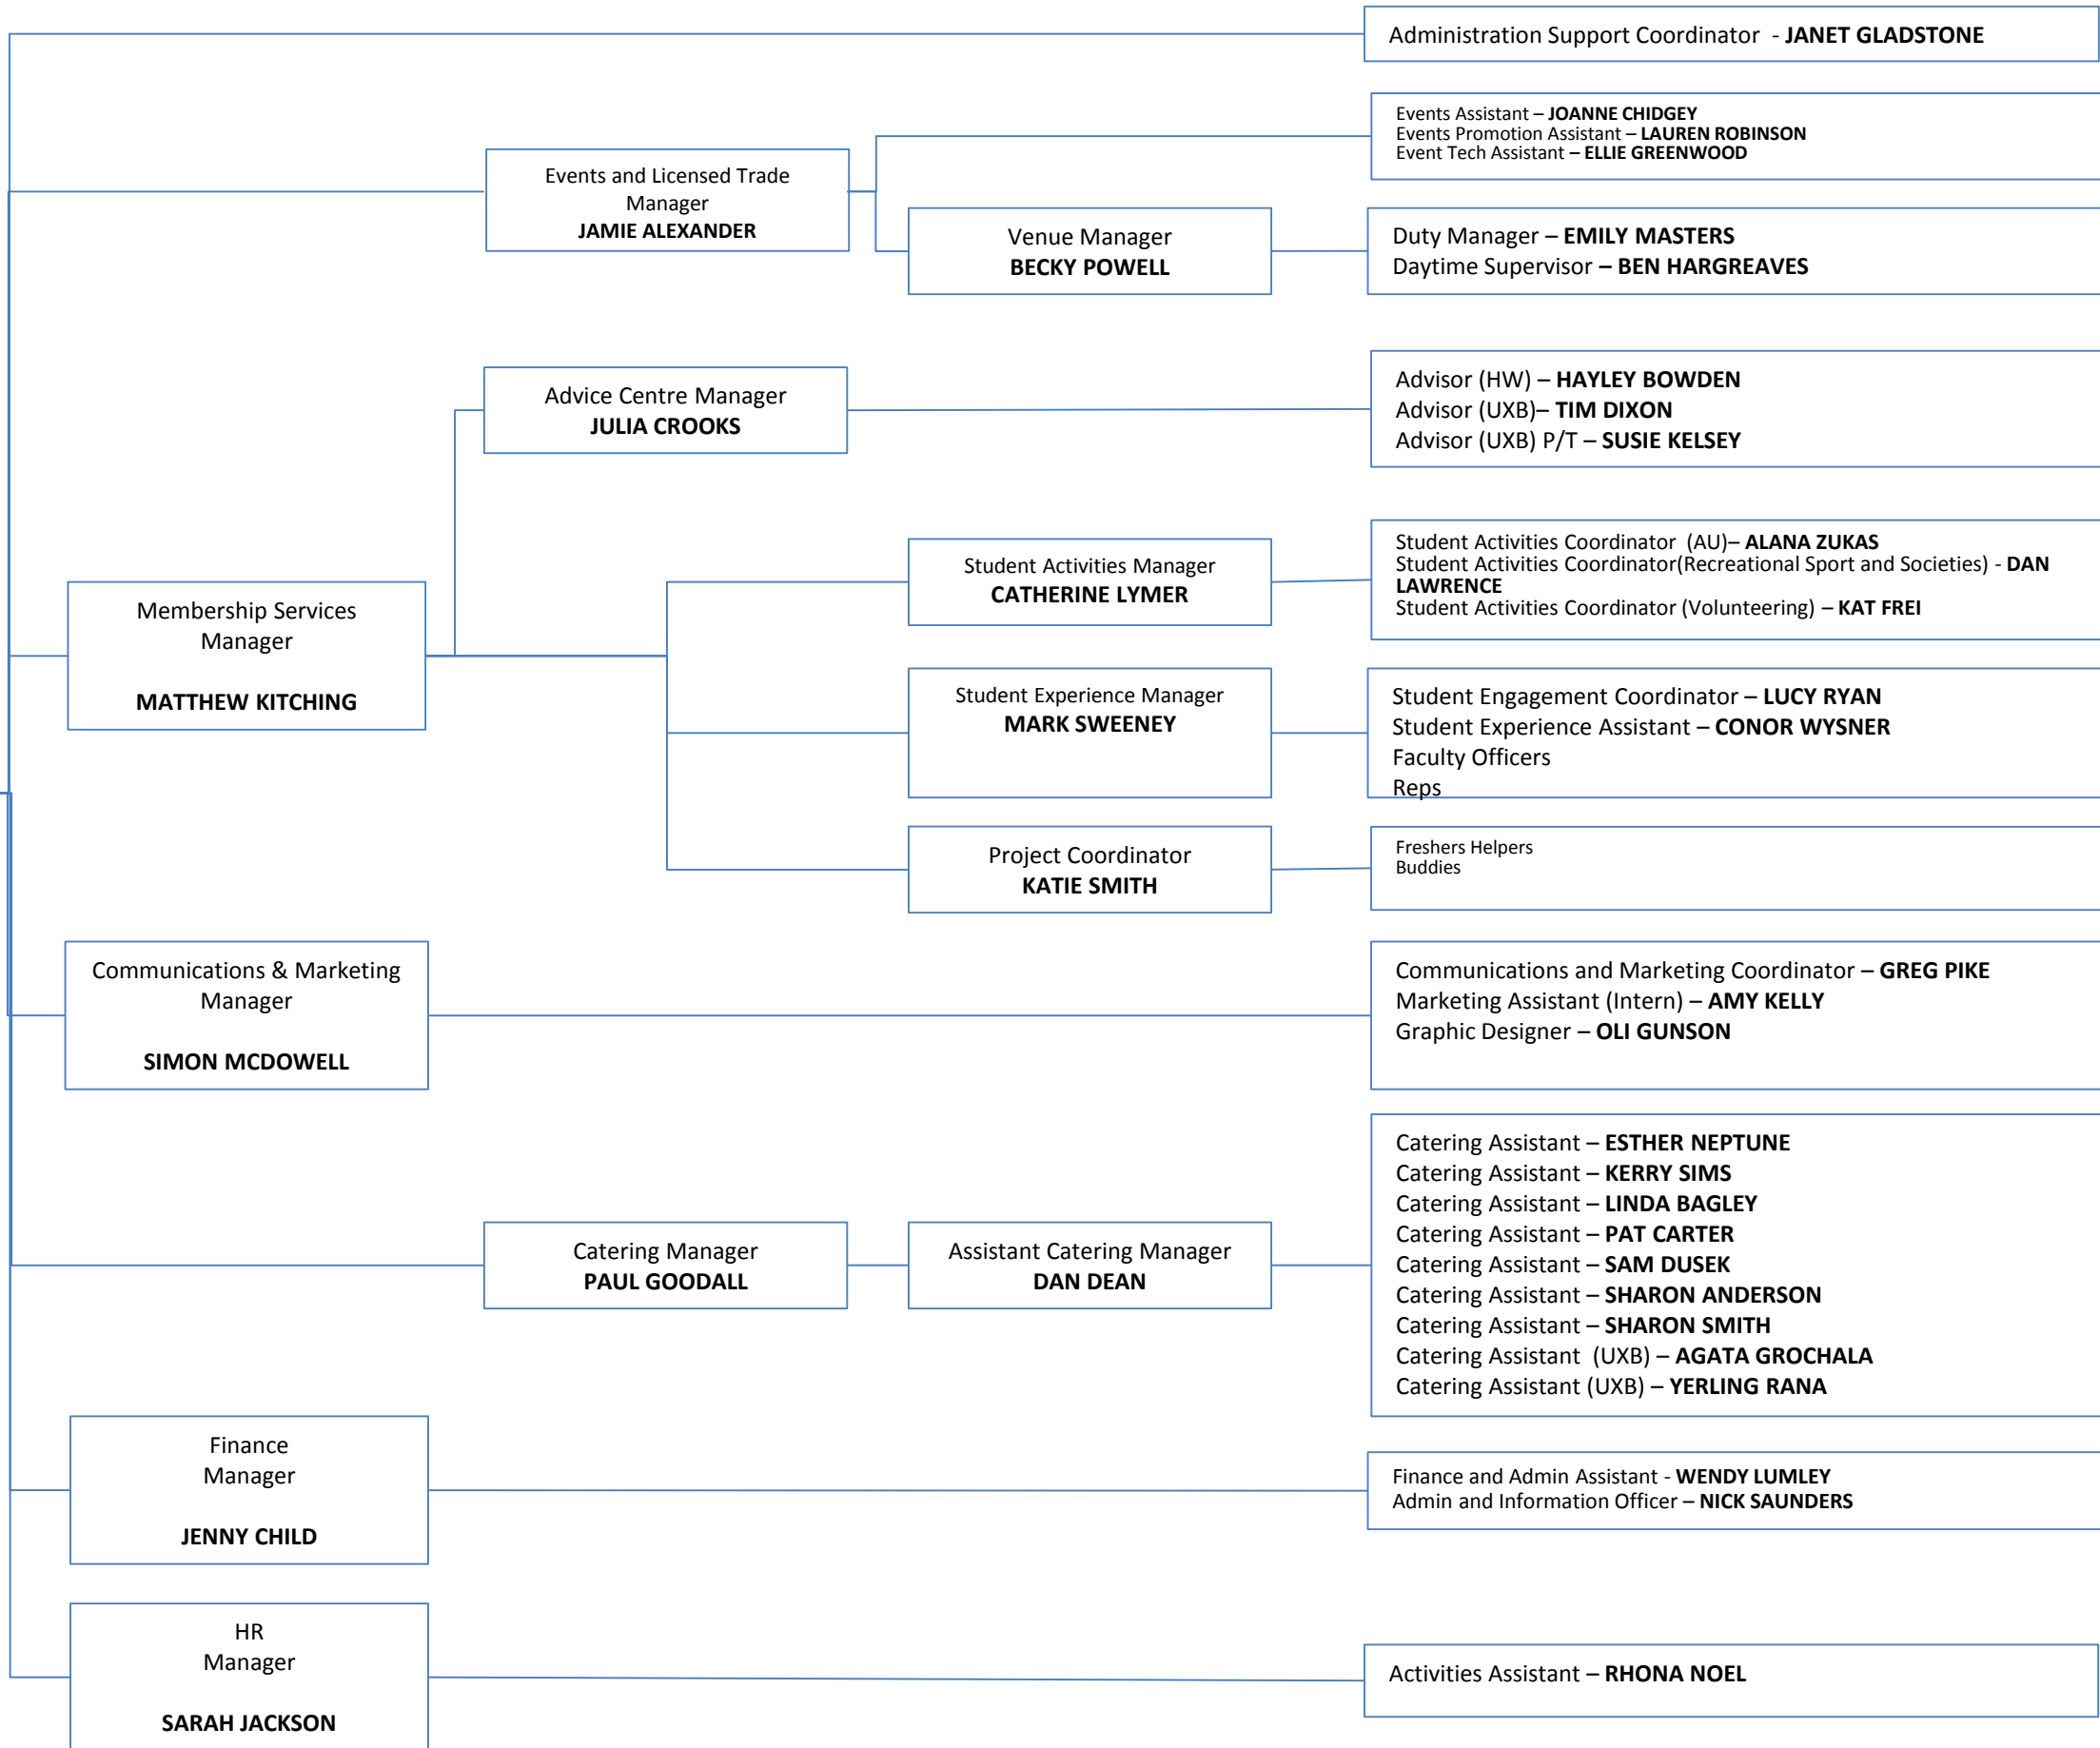 Administration Support Coordinator  - JANET GLADSTONE
Events Assistant – JOANNE CHIDGEY
Events Promotion Assistant – LAUREN ROBINSON
Event Tech Assistant – ELLIE GREENWOOD
Events and Licensed Trade
Manager
JAMIE ALEXANDER
Venue Manager
BECKY POWELL
Duty Manager – EMILY MASTERS
Daytime Supervisor – BEN HARGREAVES
Advice Centre Manager
JULIA CROOKS
Advisor (HW) – HAYLEY BOWDEN
Advisor (UXB)– TIM DIXON
Advisor (UXB) P/T – SUSIE KELSEY
Membership Services
Manager
MATTHEW KITCHING
Student Activities Manager
CATHERINE LYMER
Student Activities Coordinator  (AU)– ALANA ZUKAS
Student Activities Coordinator(Recreational Sport and Societies) - DAN
LAWRENCE
Student Activities Coordinator (Volunteering) – KAT FREI
Student Experience Manager
MARK SWEENEY
Student Engagement Coordinator – LUCY RYAN
Student Experience Assistant – CONOR WYSNER
Faculty Officers
Reps
Project Coordinator
KATIE SMITH
Freshers Helpers
Buddies
Communications & Marketing
Manager
SIMON MCDOWELL
Communications and Marketing Coordinator – GREG PIKE
Marketing Assistant (Intern) – AMY KELLY
Graphic Designer – OLI GUNSON
Catering Manager
PAUL GOODALL
Assistant Catering Manager
DAN DEAN
Catering Assistant – ESTHER NEPTUNE
Catering Assistant – KERRY SIMS
Catering Assistant – LINDA BAGLEY
Catering Assistant – PAT CARTER
Catering Assistant – SAM DUSEK
Catering Assistant – SHARON ANDERSON
Catering Assistant – SHARON SMITH
Catering Assistant  (UXB) – AGATA GROCHALA
Catering Assistant (UXB) – YERLING RANA
Finance
Manager
JENNY CHILD
Finance and Admin Assistant - WENDY LUMLEY
Admin and Information Officer – NICK SAUNDERS
HR
Manager
SARAH JACKSON
Activities Assistant – RHONA NOEL